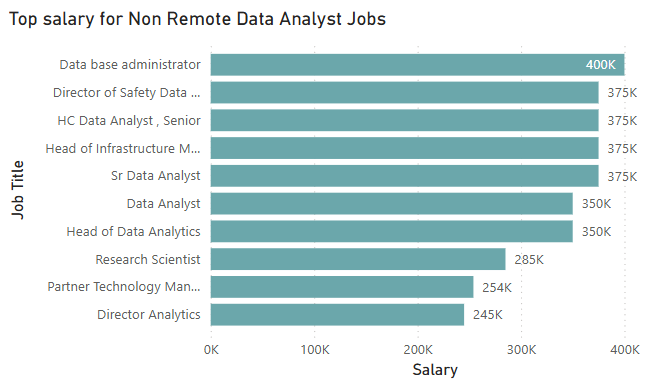 Top salary for Non Remote Data Analyst Jobs
Job Title
Data base administrator 400K
Director of Safety Data ... 375K
HC Data Analyst , Senior 375K
Head of Infrastructure M... 375K
Sr Data Analyst 375K
Data Analyst 350K
Head of Data Analytics 350K
Research Scientist 285K
Partner Technology Man... 254K
Director Analytics 245K
0K 100K 200K 300K 400K
Salary